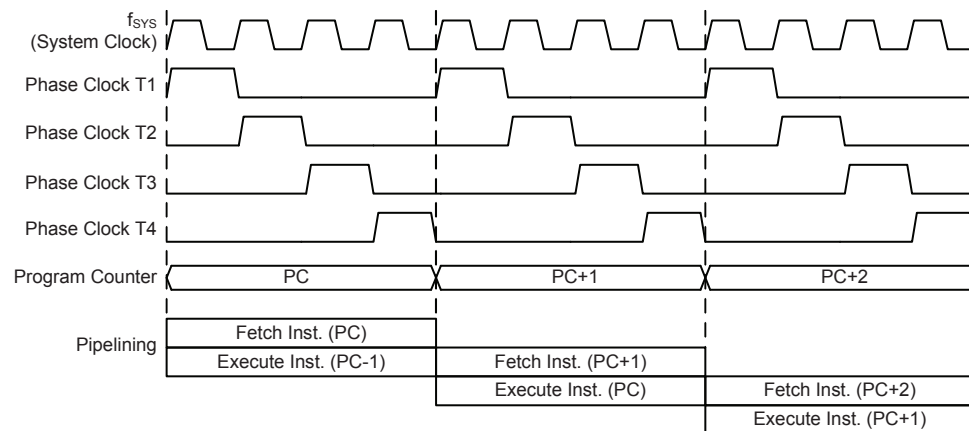 fSYS
(System Clock)
Phase Clock T1
Phase Clock T2
Phase Clock T3
Phase Clock T4
Program Counter PC PC+1 PC+2
Pipelining
Fetch Inst. (PC)
Execute Inst. (PC-1) Fetch Inst. (PC+1)
Execute Inst. (PC) Fetch Inst. (PC+2)
Execute Inst. (PC+1)